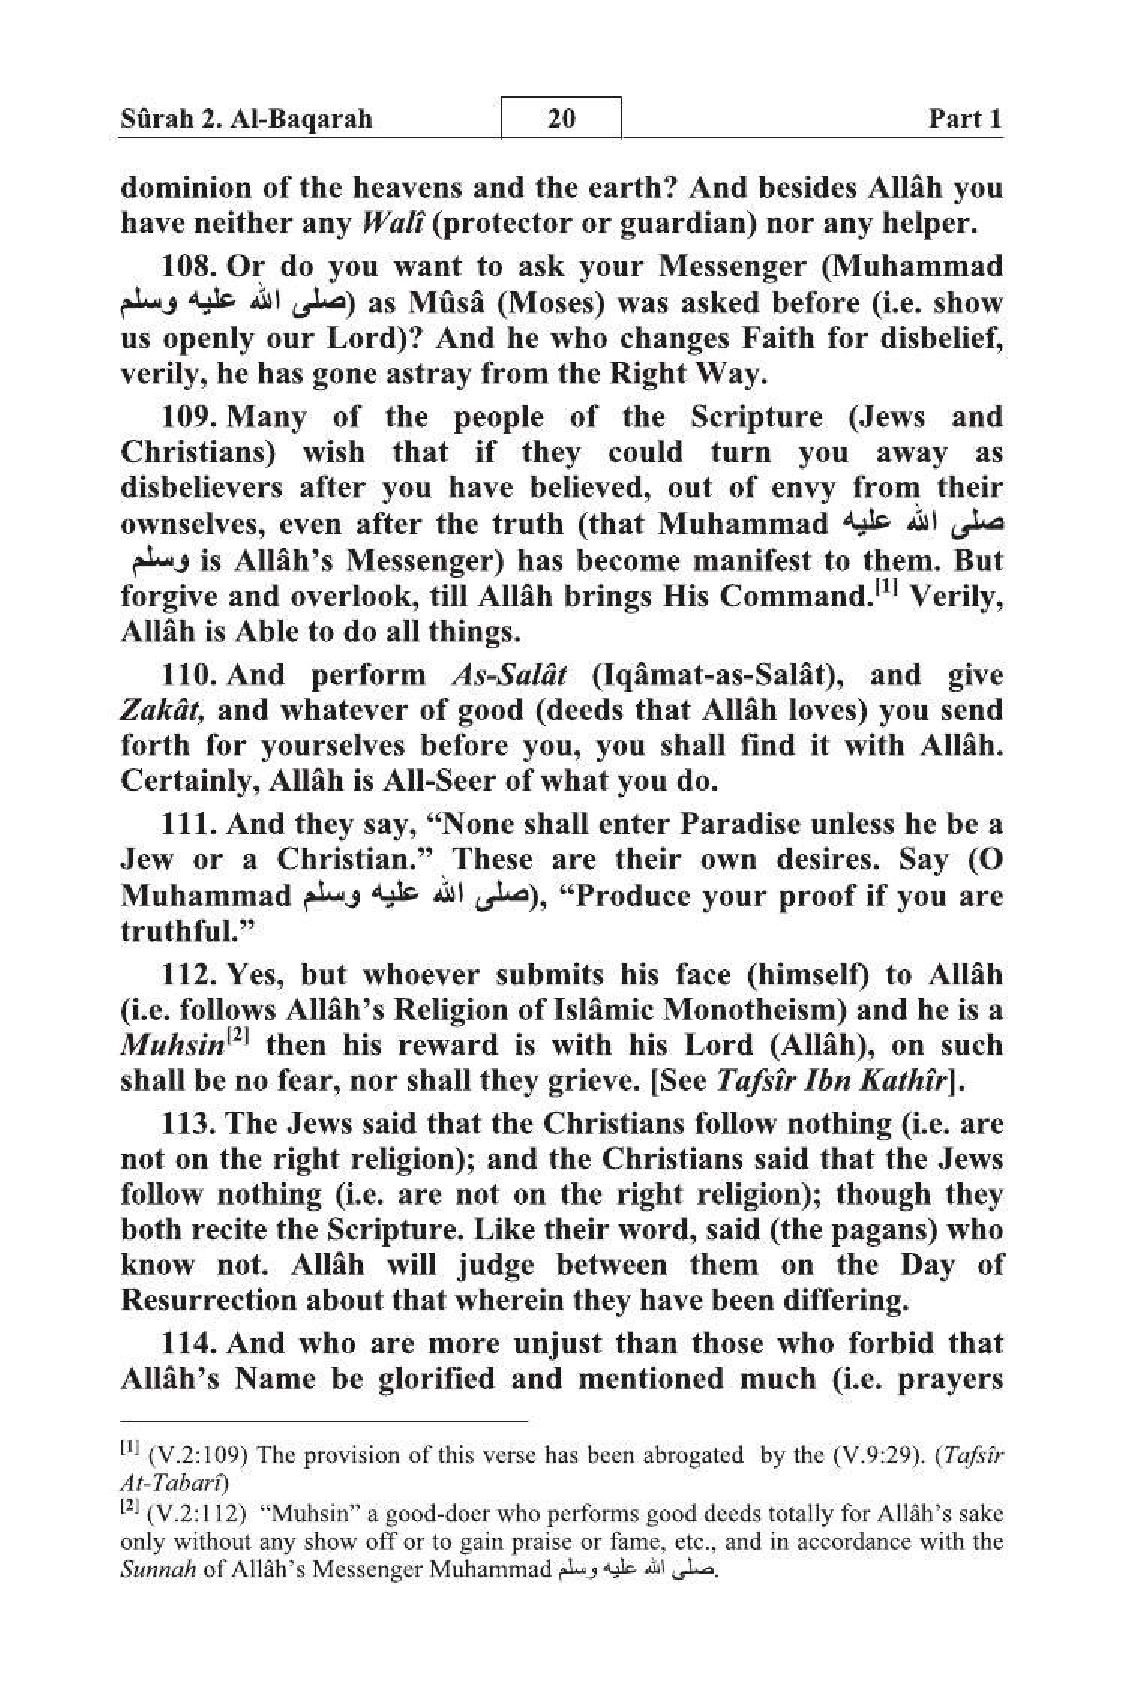 Sûrah 2. Al-Baqarah 20 Part 1
dominion of the heavens and the earth? And besides Allâh you
have neither any Walî (protector or guardian) nor any helper.
108. Or do you want to ask your Messenger (Muhammad
صلى الله عليه وسلم) as Mûsâ (Moses) was asked before (i.e. show
us openly our Lord)? And he who changes Faith for disbelief,
verily, he has gone astray from the Right Way.
109. Many of the people of the Scripture (Jews and
Christians) wish that if they could turn you away as
disbelievers after you have believed, out of envy from their
ownselves, even after the truth (that Muhammad صلى الله عليه
وسلم is Allâh’s Messenger) has become manifest to them. But
forgive and overlook, till Allâh brings His Command.[1] Verily,
Allâh is Able to do all things.
110. And perform As-Salât (Iqâmat-as-Salât), and give
Zakât, and whatever of good (deeds that Allâh loves) you send
forth for yourselves before you, you shall find it with Allâh.
Certainly, Allâh is All-Seer of what you do.
111. And they say, “None shall enter Paradise unless he be a
Jew or a Christian.” These are their own desires. Say (O
Muhammad صلى الله عليه وسلم), “Produce your proof if you are
truthful.”
112. Yes, but whoever submits his face (himself) to Allâh
(i.e. follows Allâh’s Religion of Islâmic Monotheism) and he is a
Muhsin[2] then his reward is with his Lord (Allâh), on such
shall be no fear, nor shall they grieve. [See Tafsîr Ibn Kathîr].
113. The Jews said that the Christians follow nothing (i.e. are
not on the right religion); and the Christians said that the Jews
follow nothing (i.e. are not on the right religion); though they
both recite the Scripture. Like their word, said (the pagans) who
know not. Allâh will judge between them on the Day of
Resurrection about that wherein they have been differing.
114. And who are more unjust than those who forbid that
Allâh’s Name be glorified and mentioned much (i.e. prayers
[1] (V.2:109) The provision of this verse has been abrogated by the (V.9:29). (Tafsîr
At-Tabarî)
[2] (V.2:112) “Muhsin” a good-doer who performs good deeds totally for Allâh’s sake
only without any show off or to gain praise or fame, etc., and in accordance with the
Sunnah of Allâh’s Messenger Muhammad صلى الله عليه وسلم.